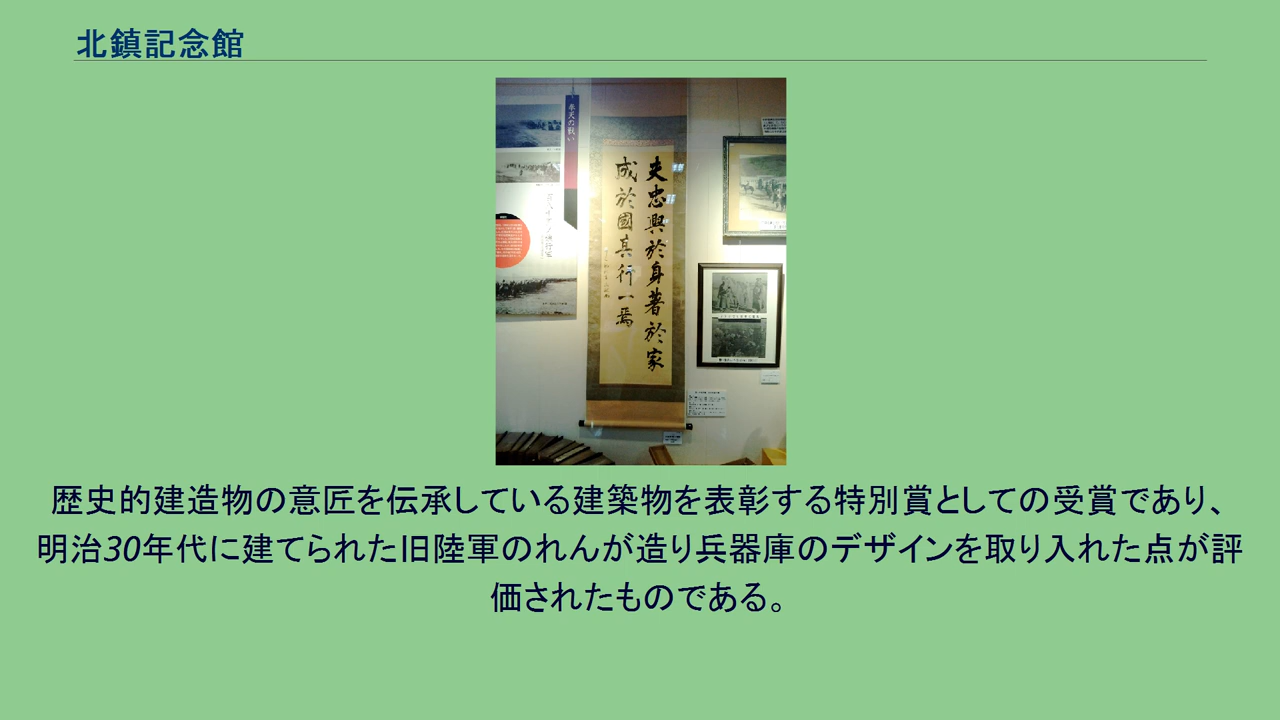 北鎮記念館
奉天の戦い
夫忠興於身著於家
成於國其行一焉
歴史的建造物の意匠を伝承している建築物を表彰する特別賞としての受賞であり、
明治30年代に建てられた旧陸軍のれんが造り兵器庫のデザインを取り入れた点が評
価されたものである。